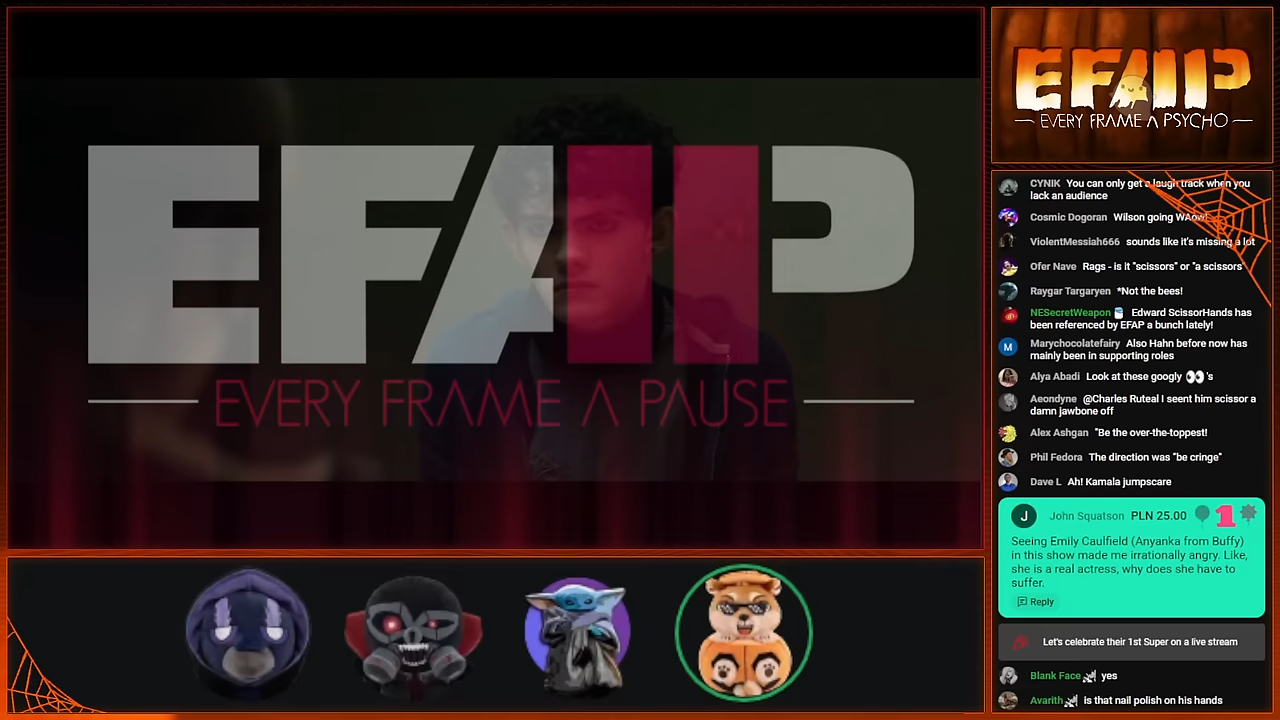 EFAP
EVERY FRAME A PAUSE
EFAP
EVERY FRAME A PSYCHO
CYNIK You can only get a laugh track when you
lack an audience
Cosmic Dogoran Wilson going WAow!
ViolentMessiah666 sounds like it's missing a lot
Ofer Nave Rags - is it "scissors" or "a scissors"
Raygar Targaryen *Not the bees!
NESecretWeapon Edward ScissorHands has
been referenced by EFAP a bunch lately!
M Marychocolatefairy Also Hahn before now has
mainly been in supporting roles
Alya Abadi Look at these googly 👀 's
Aeondyne @Charles Ruteal I seent him scissor a
damn jawbone off
Alex Ashgan "Be the over-the-toppest!
Phil Fedora The direction was "be cringe"
Dave L Ah! Kamala jumpscare
J John Squatson PLN 25.00 1
Seeing Emily Caulfield (Anyanka from Buffy)
in this show made me irrationally angry. Like,
she is a real actress, why does she have to
suffer.
Reply
Let's celebrate their 1st Super on a live stream
Blank Face yes
Avarith is that nail polish on his hands